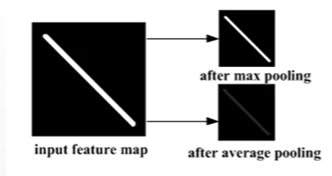 after max pooling
input feature map
after average pooling